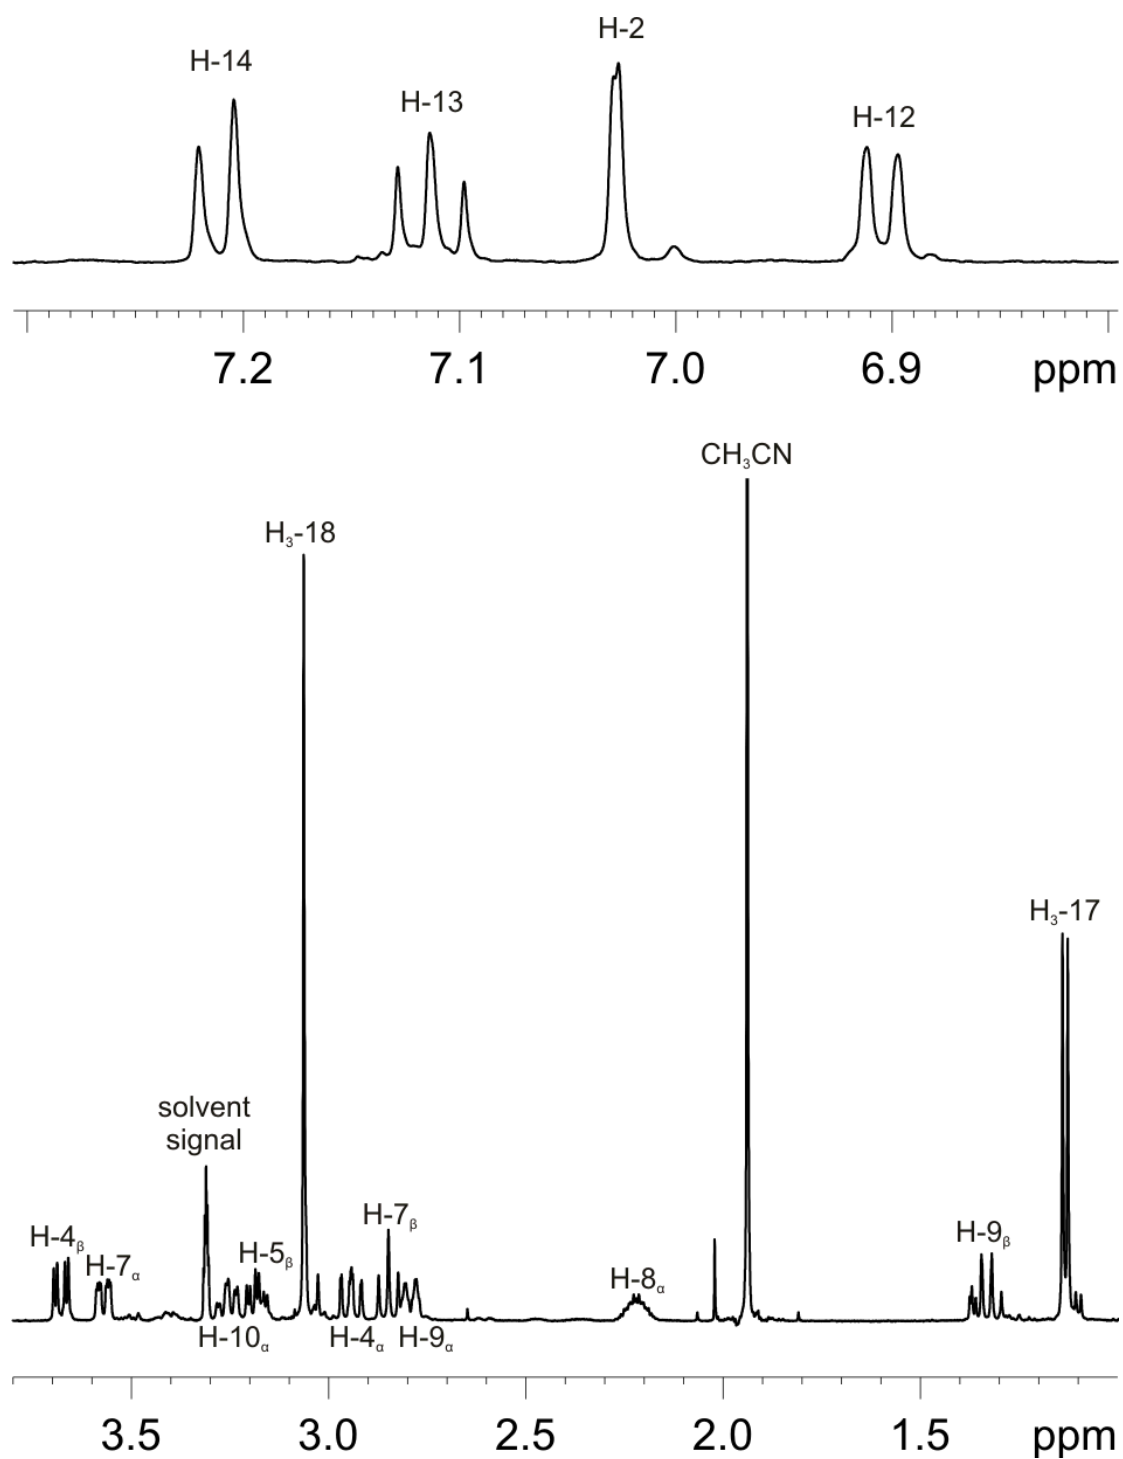 H-2
H-14
H-13
H-12
7.2 7.1 7.0 6.9 ppm
CH₃CN
H₃-18
H₃-17
solvent
signal
H-4β
H-7α
H-5β
H-7β
H-8α
H-9β
H-10α H-4α H-9α
3.5 3.0 2.5 2.0 1.5 ppm